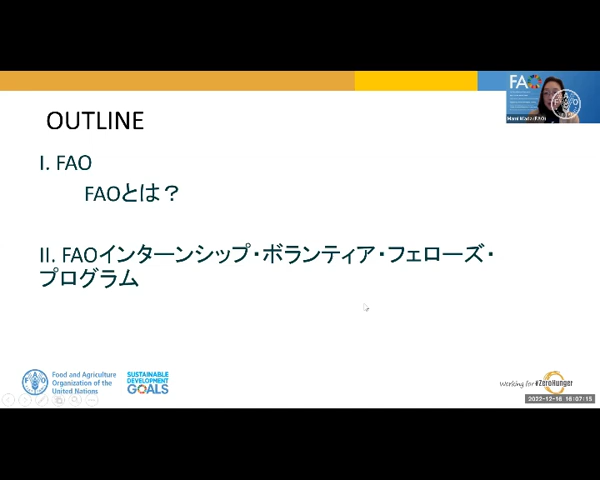 FAO
OUTLINE
I. FAO
FAOとは？
II. FAOインターンシップ・ボランティア・フェローズ・
プログラム
Food and Agriculture
Organization of the
United Nations
SUSTAINABLE
DEVELOPMENT
GOALS
Working for #ZeroHunger
2022-12-16 16:07:15